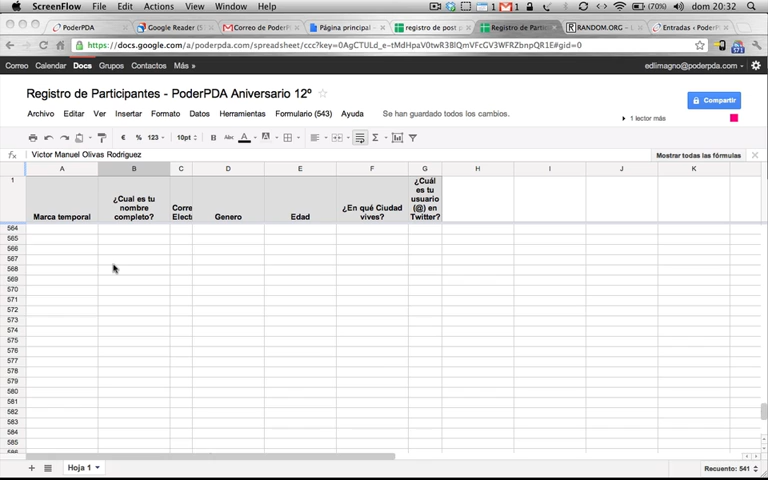 ScreenFlow File Edit Actions View Arrange Font Window Help (70%) dom 20:32
PoderPDA Google Reader (5 Correo de PoderP Página principal - registro de post p Registro de Partic RANDOM.ORG - L Entradas ‹ PoderP
https://docs.google.com/a/poderpda.com/spreadsheet/ccc?key=0AgCTULd_e-tMdHpaV0twR3BlQmVFcGV3WFRZbnpQR1E#gid=0
Correo Calendar Docs Grupos Contactos Más edlimagno@poderpda.com
Registro de Participantes - PoderPDA Aniversario 12º
Compartir
Archivo Editar Ver Insertar Formato Datos Herramientas Formulario (543) Ayuda Se han guardado todos los cambios. 1 lector más
€ % 123 10pt B Abc A A Σ
fx Victor Manuel Olivas Rodriguez Mostrar todas las fórmulas
A B C D E F G H I J K
1 Marca temporal ¿Cual es tu nombre completo? Corre Elect Genero Edad ¿En qué Ciudad vives? ¿Cuál es tu usuario (@) en Twitter?
564
565
566
567
568
569
570
571
572
573
574
575
576
577
578
579
580
581
582
583
584
585
Hoja 1 Recuento: 541